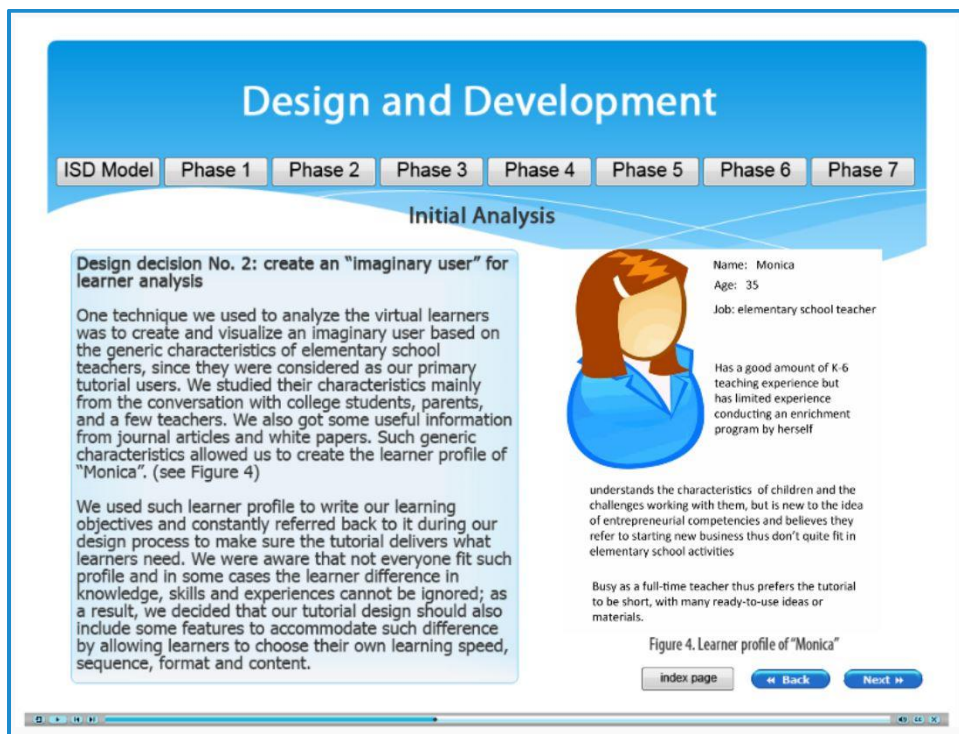 Design and Development
ISD Model Phase 1 Phase 2 Phase 3 Phase 4 Phase 5 Phase 6 Phase 7
Initial Analysis
Design decision No. 2: create an “imaginary user” for
learner analysis
One technique we used to analyze the virtual learners
was to create and visualize an imaginary user based on
the generic characteristics of elementary school
teachers, since they were considered as our primary
tutorial users. We studied their characteristics mainly
from the conversation with college students, parents,
and a few teachers. We also got some useful information
from journal articles and white papers. Such generic
characteristics allowed us to create the learner profile of
“Monica”. (see Figure 4)
We used such learner profile to write our learning
objectives and constantly referred back to it during our
design process to make sure the tutorial delivers what
learners need. We were aware that not everyone fit such
profile and in some cases the learner difference in
knowledge, skills and experiences cannot be ignored; as
a result, we decided that our tutorial design should also
include some features to accommodate such difference
by allowing learners to choose their own learning speed,
sequence, format and content.
Name: Monica
Age: 35
Job: elementary school teacher
Has a good amount of K-6
teaching experience but
has limited experience
conducting an enrichment
program by herself
understands the characteristics of children and the
challenges working with them, but is new to the idea
of entrepreneurial competencies and believes they
refer to starting new business thus don’t quite fit in
elementary school activities
Busy as a full-time teacher thus prefers the tutorial
to be short, with many ready-to-use ideas or
materials.
Figure 4. Learner profile of “Monica”
index page Back Next
CC